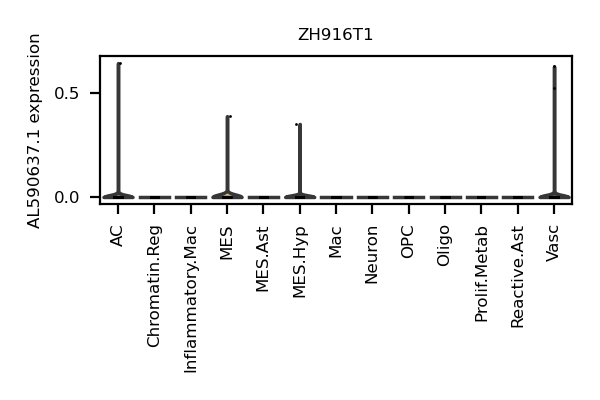 ZH916T1
AL590637.1 expression
0.5
0.0
AC
Chromatin.Reg
Inflammatory.Mac
MES
MES.Ast
MES.Hyp
Mac
Neuron
OPC
Oligo
Prolif.Metab
Reactive.Ast
Vasc